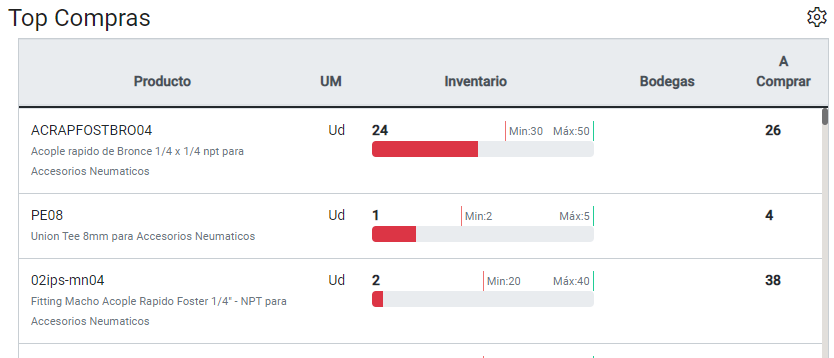 Top Compras
Producto UM Inventario Bodegas A Comprar
ACRAPFOSTBRO04 Ud 24 Min:30 Máx:50 26
Acople rapido de Bronce 1/4 x 1/4 npt para
Accesorios Neumaticos
PE08 Ud 1 Min:2 Máx:5 4
Union Tee 8mm para Accesorios Neumaticos
02ips-mn04 Ud 2 Min:20 Máx:40 38
Fitting Macho Acople Rapido Foster 1/4" - NPT para
Accesorios Neumaticos